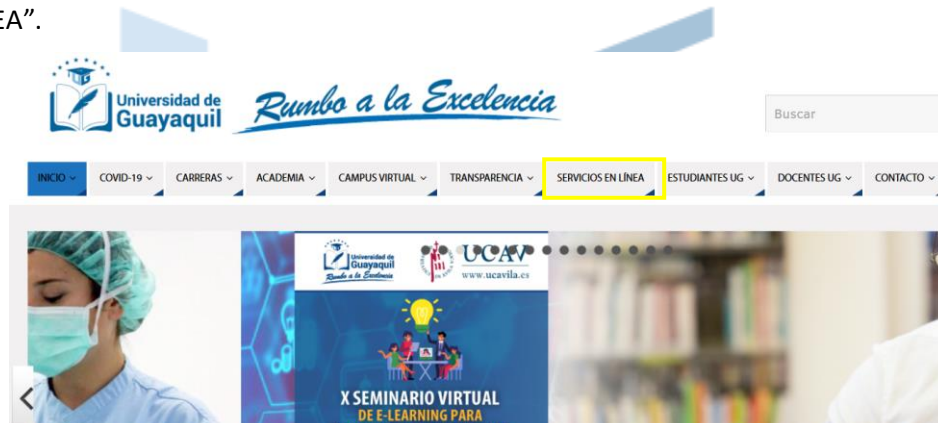 EA”.
Universidad de
Guayaquil
Rumbo a la Excelencia
Buscar
INICIO COVID-19 CARRERAS ACADEMIA CAMPUS VIRTUAL TRANSPARENCIA SERVICIOS EN LÍNEA ESTUDIANTES UG DOCENTES UG CONTACTO
Universidad de
Guayaquil
Rumbo a la Excelencia
UCAV
www.ucavila.es
X SEMINARIO VIRTUAL
DE E-LEARNING PARA